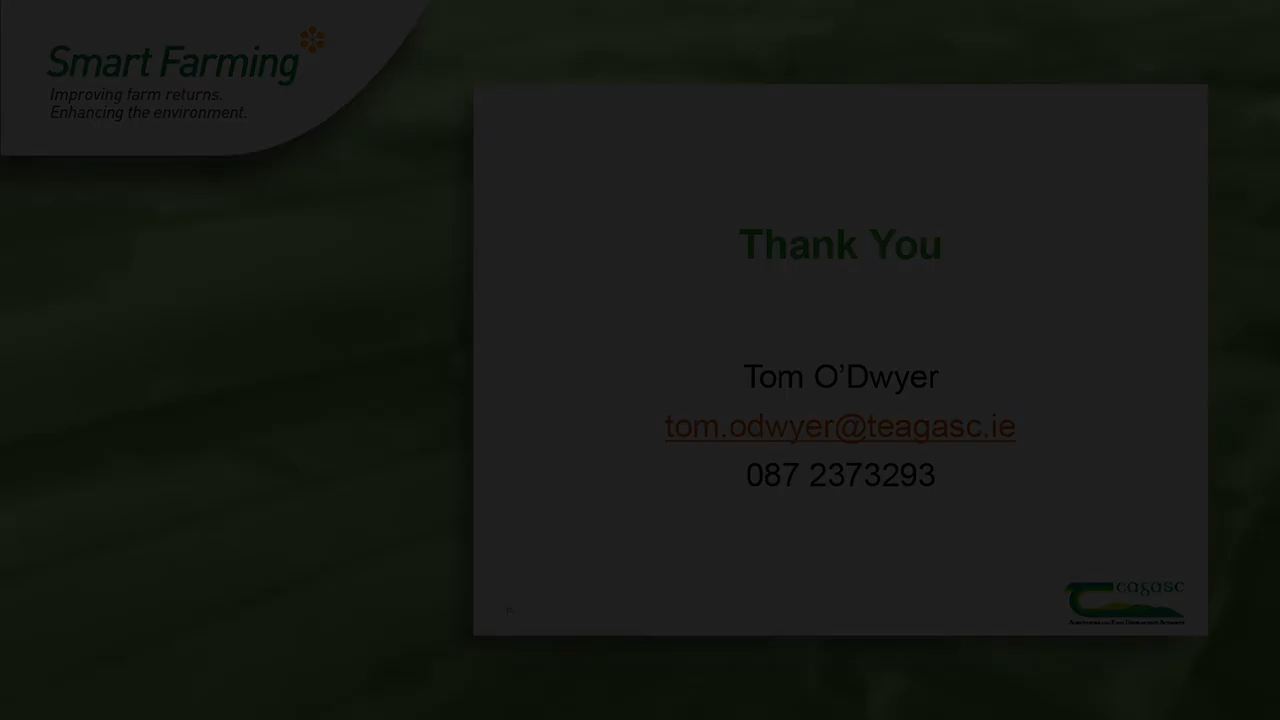 Smart Farming
Improving farm returns.
Enhancing the environment.
Thank You
Tom O’Dwyer
tom.odwyer@teagasc.ie
087 2373293
Teagasc